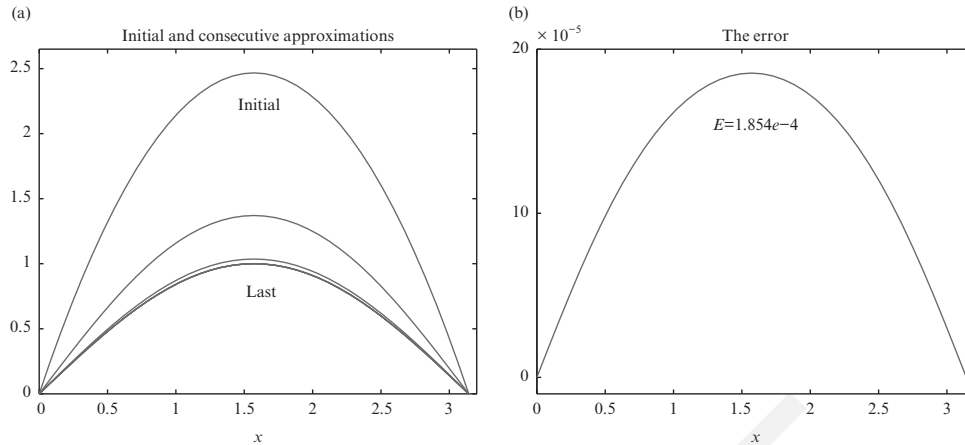 (a)
Initial and consecutive approximations
2.5
2
1.5
1
0.5
0
Initial
Last
0 0.5 1 1.5 2 2.5 3
x
(b)
The error
20 × 10−5
10
0
E=1.854e−4
0 0.5 1 1.5 2 2.5 3
x